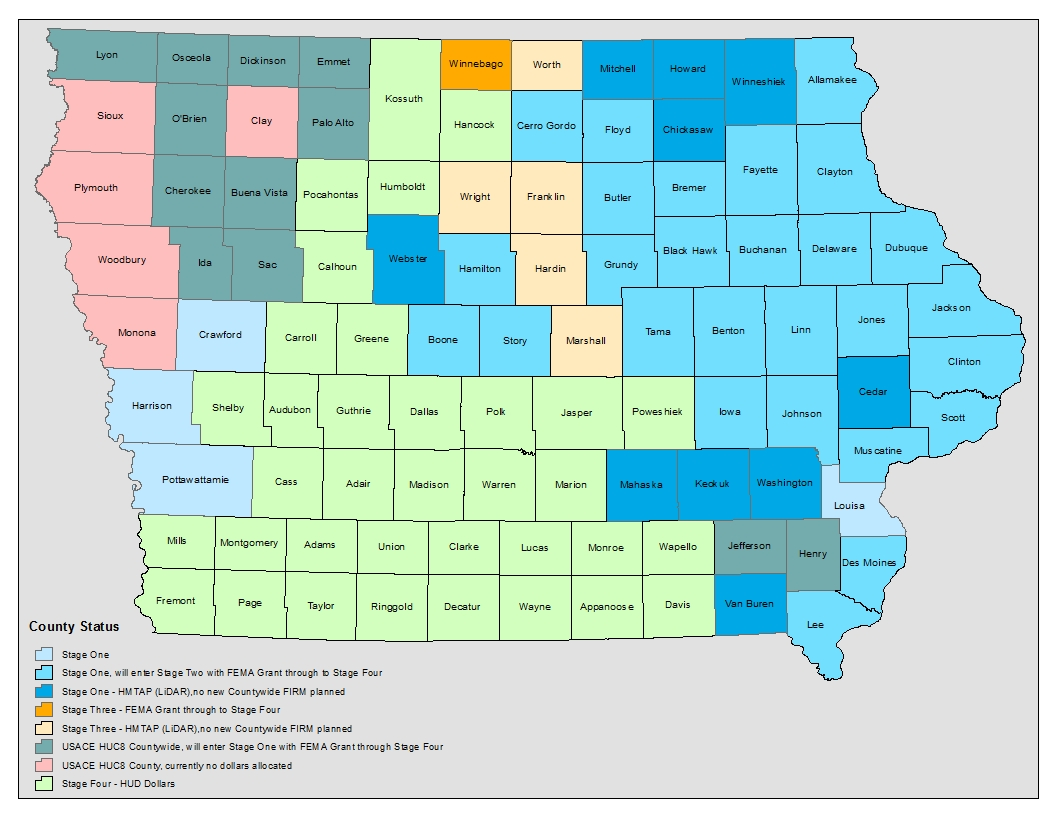 Lyon
Osceola
Dickinson
Emmet
Kossuth
Winnebago
Worth
Mitchell
Howard
Winneshiek
Allamakee
Sioux
O'Brien
Clay
Palo Alto
Hancock
Cerro Gordo
Floyd
Chickasaw
Fayette
Clayton
Plymouth
Cherokee
Buena Vista
Pocahontas
Humboldt
Wright
Franklin
Butler
Bremer
Woodbury
Ida
Sac
Calhoun
Webster
Hamilton
Hardin
Grundy
Black Hawk
Buchanan
Delaware
Dubuque
Monona
Crawford
Carroll
Greene
Boone
Story
Marshall
Tama
Benton
Linn
Jones
Jackson
Clinton
Harrison
Shelby
Audubon
Guthrie
Dallas
Polk
Jasper
Poweshiek
Iowa
Johnson
Cedar
Scott
Muscatine
Pottawattamie
Cass
Adair
Madison
Warren
Marion
Mahaska
Keokuk
Washington
Louisa
Mills
Montgomery
Adams
Union
Clarke
Lucas
Monroe
Wapello
Jefferson
Henry
Des Moines
Fremont
Page
Taylor
Ringgold
Decatur
Wayne
Appanoose
Davis
Van Buren
Lee
County Status
Stage One
Stage One, will enter Stage Two with FEMA Grant through to Stage Four
Stage One - HMTAP (LiDAR),no new Countywide FIRM planned
Stage Three - FEMA Grant through to Stage Four
Stage Three - HMTAP (LiDAR),no new Countywide FIRM planned
USACE HUC8 Countywide, will enter Stage One with FEMA Grant through Stage Four
USACE HUC8 County, currently no dollars allocated
Stage Four - HUD Dollars